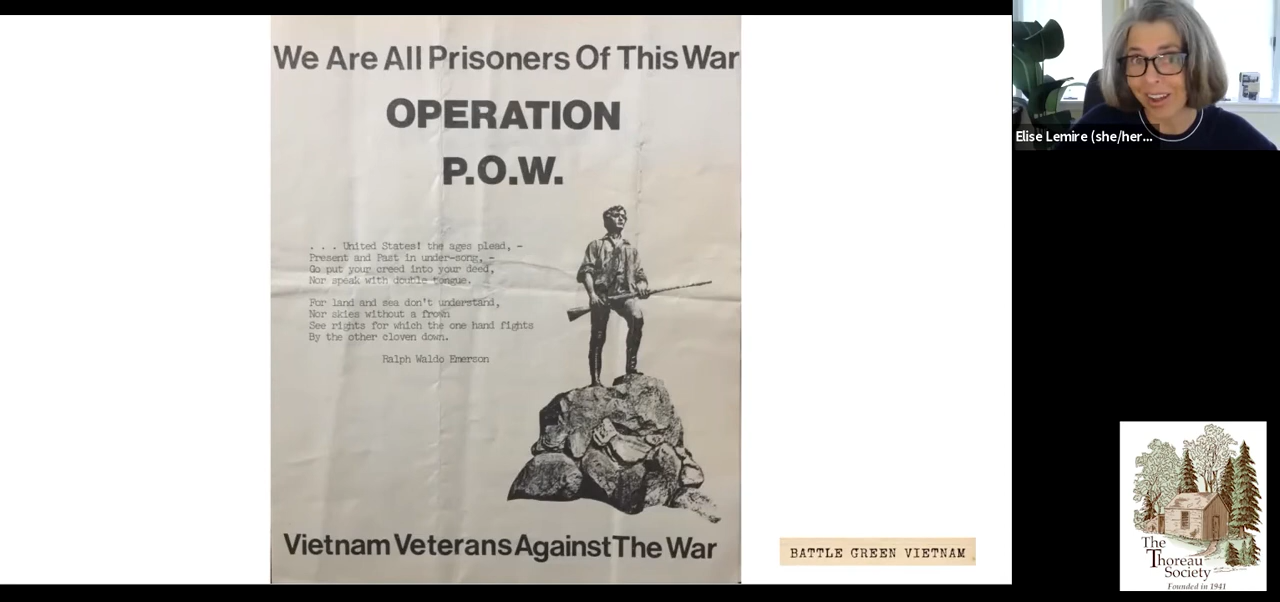 We Are All Prisoners Of This War
OPERATION
P.O.W.
. . . United States! the ages plead, -
Present and Past in under-song, -
Go put your creed into your deed,
Nor speak with double tongue.
For land and sea don't understand,
Nor skies without a frown
See rights for which the one hand fights
By the other cloven down.
Ralph Waldo Emerson
Vietnam Veterans Against The War
BATTLE GREEN VIETNAM
Elise Lemire (she/her...
The
Thoreau
Society
Founded in 1941